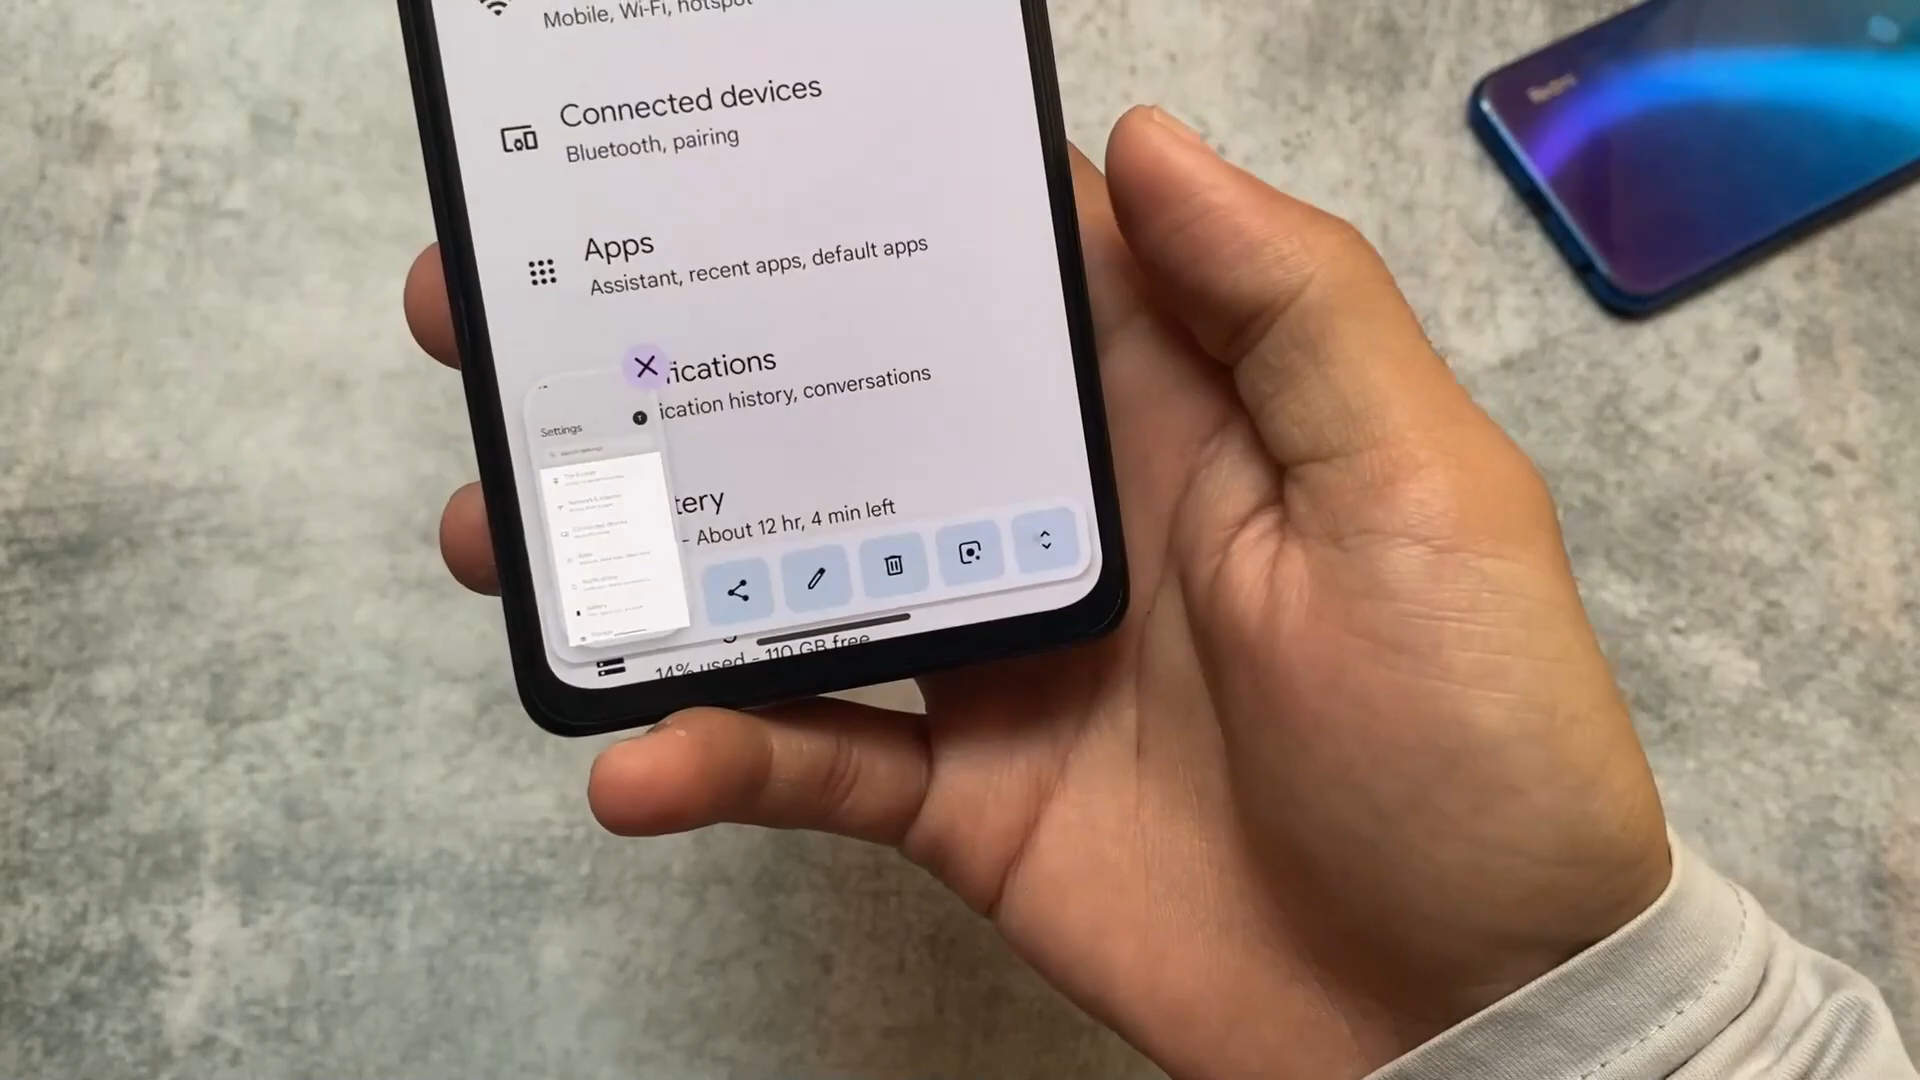 Mobile, Wi-Fi, hotspot
Connected devices
Bluetooth, pairing
Apps
Assistant, recent apps, default apps
ifications
ication history, conversations
Settings
tery
- About 12 hr, 4 min left
14% used - 110 GB free